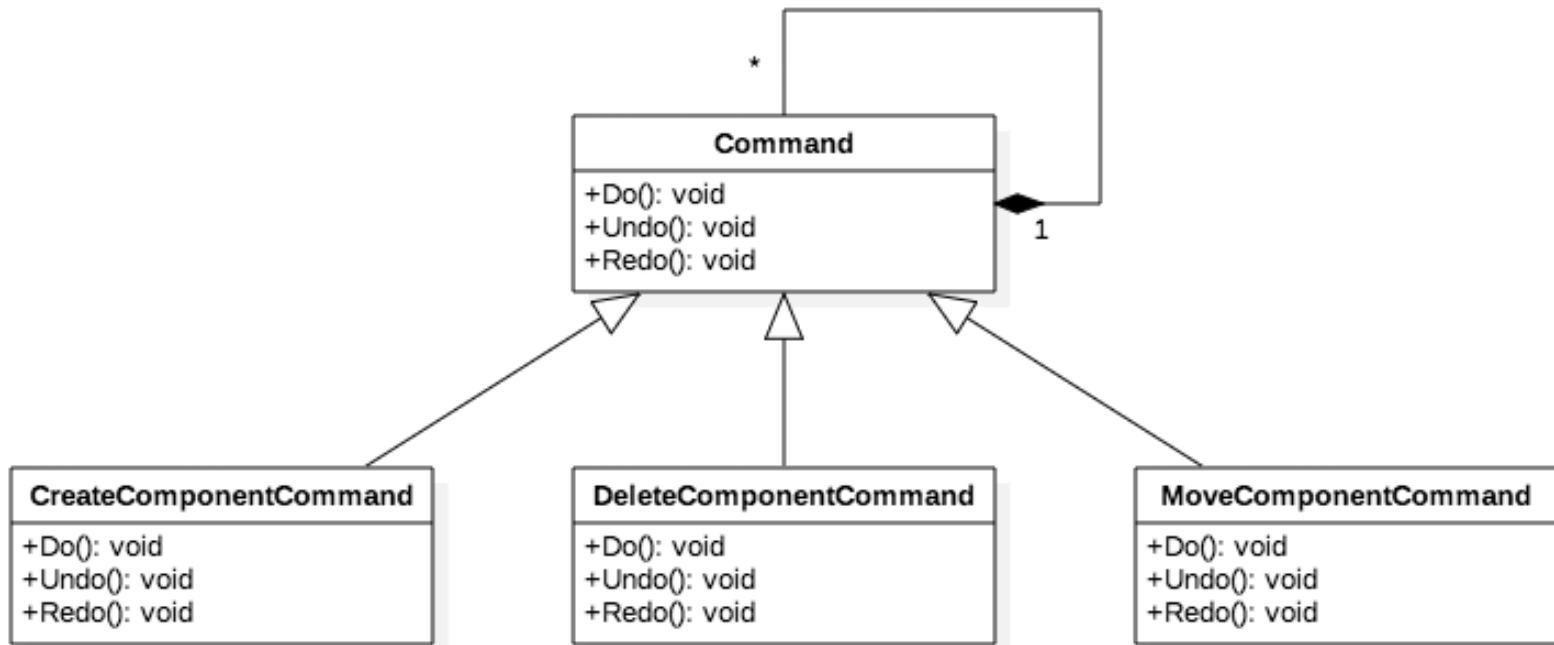 *
Command
+Do(): void
+Undo(): void
+Redo(): void
1
CreateComponentCommand
+Do(): void
+Undo(): void
+Redo(): void
DeleteComponentCommand
+Do(): void
+Undo(): void
+Redo(): void
MoveComponentCommand
+Do(): void
+Undo(): void
+Redo(): void